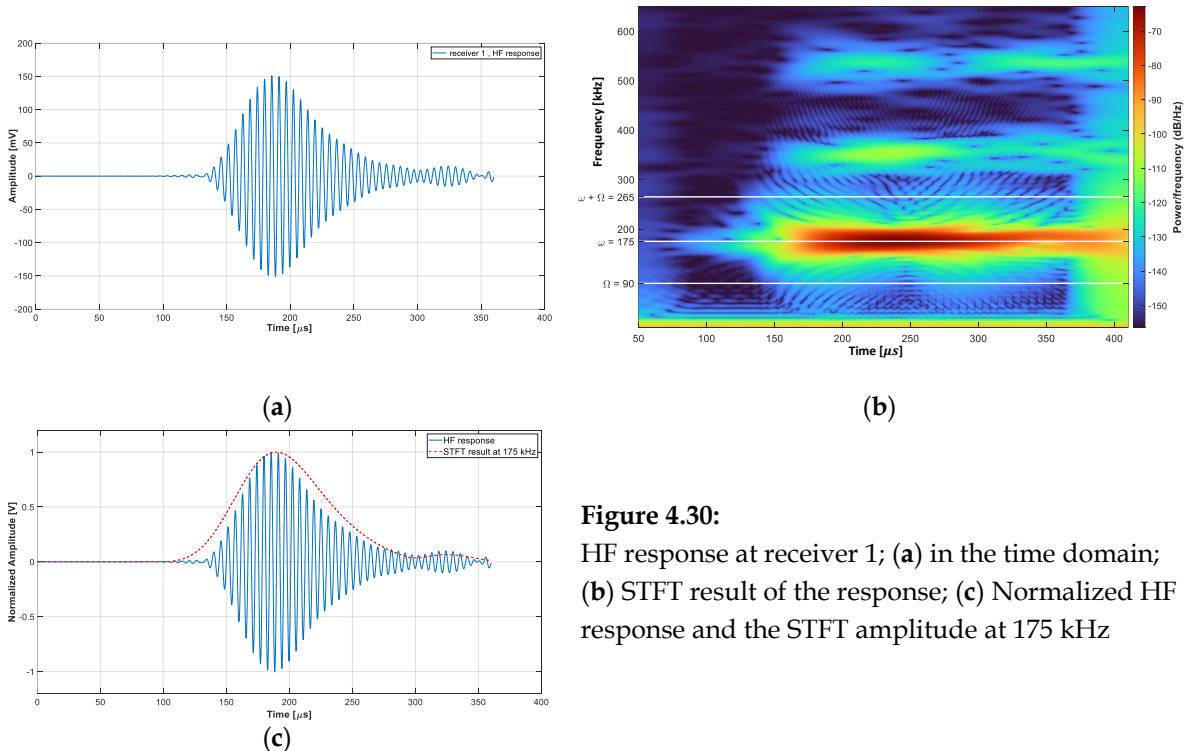 receiver 1 , HF response
200
150
100
50
0
-50
-100
-150
-200
Amplitude [mV]
0 50 100 150 200 250 300 350 400
Time [μs]
(a)
600
500
400
300
ω + Ω = 265
200
ω = 175
Ω = 90
Frequency [kHz]
50 100 150 200 250 300 350 400
Time [μs]
-70
-80
-90
-100
-110
-120
-130
-140
-150
Power/frequency (dB/Hz)
(b)
HF response
STFT result at 175 kHz
1
0.5
0
-0.5
-1
Normalized Amplitude [V]
0 50 100 150 200 250 300 350 400
Time [μs]
(c)
Figure 4.30:
HF response at receiver 1; (a) in the time domain;
(b) STFT result of the response; (c) Normalized HF
response and the STFT amplitude at 175 kHz